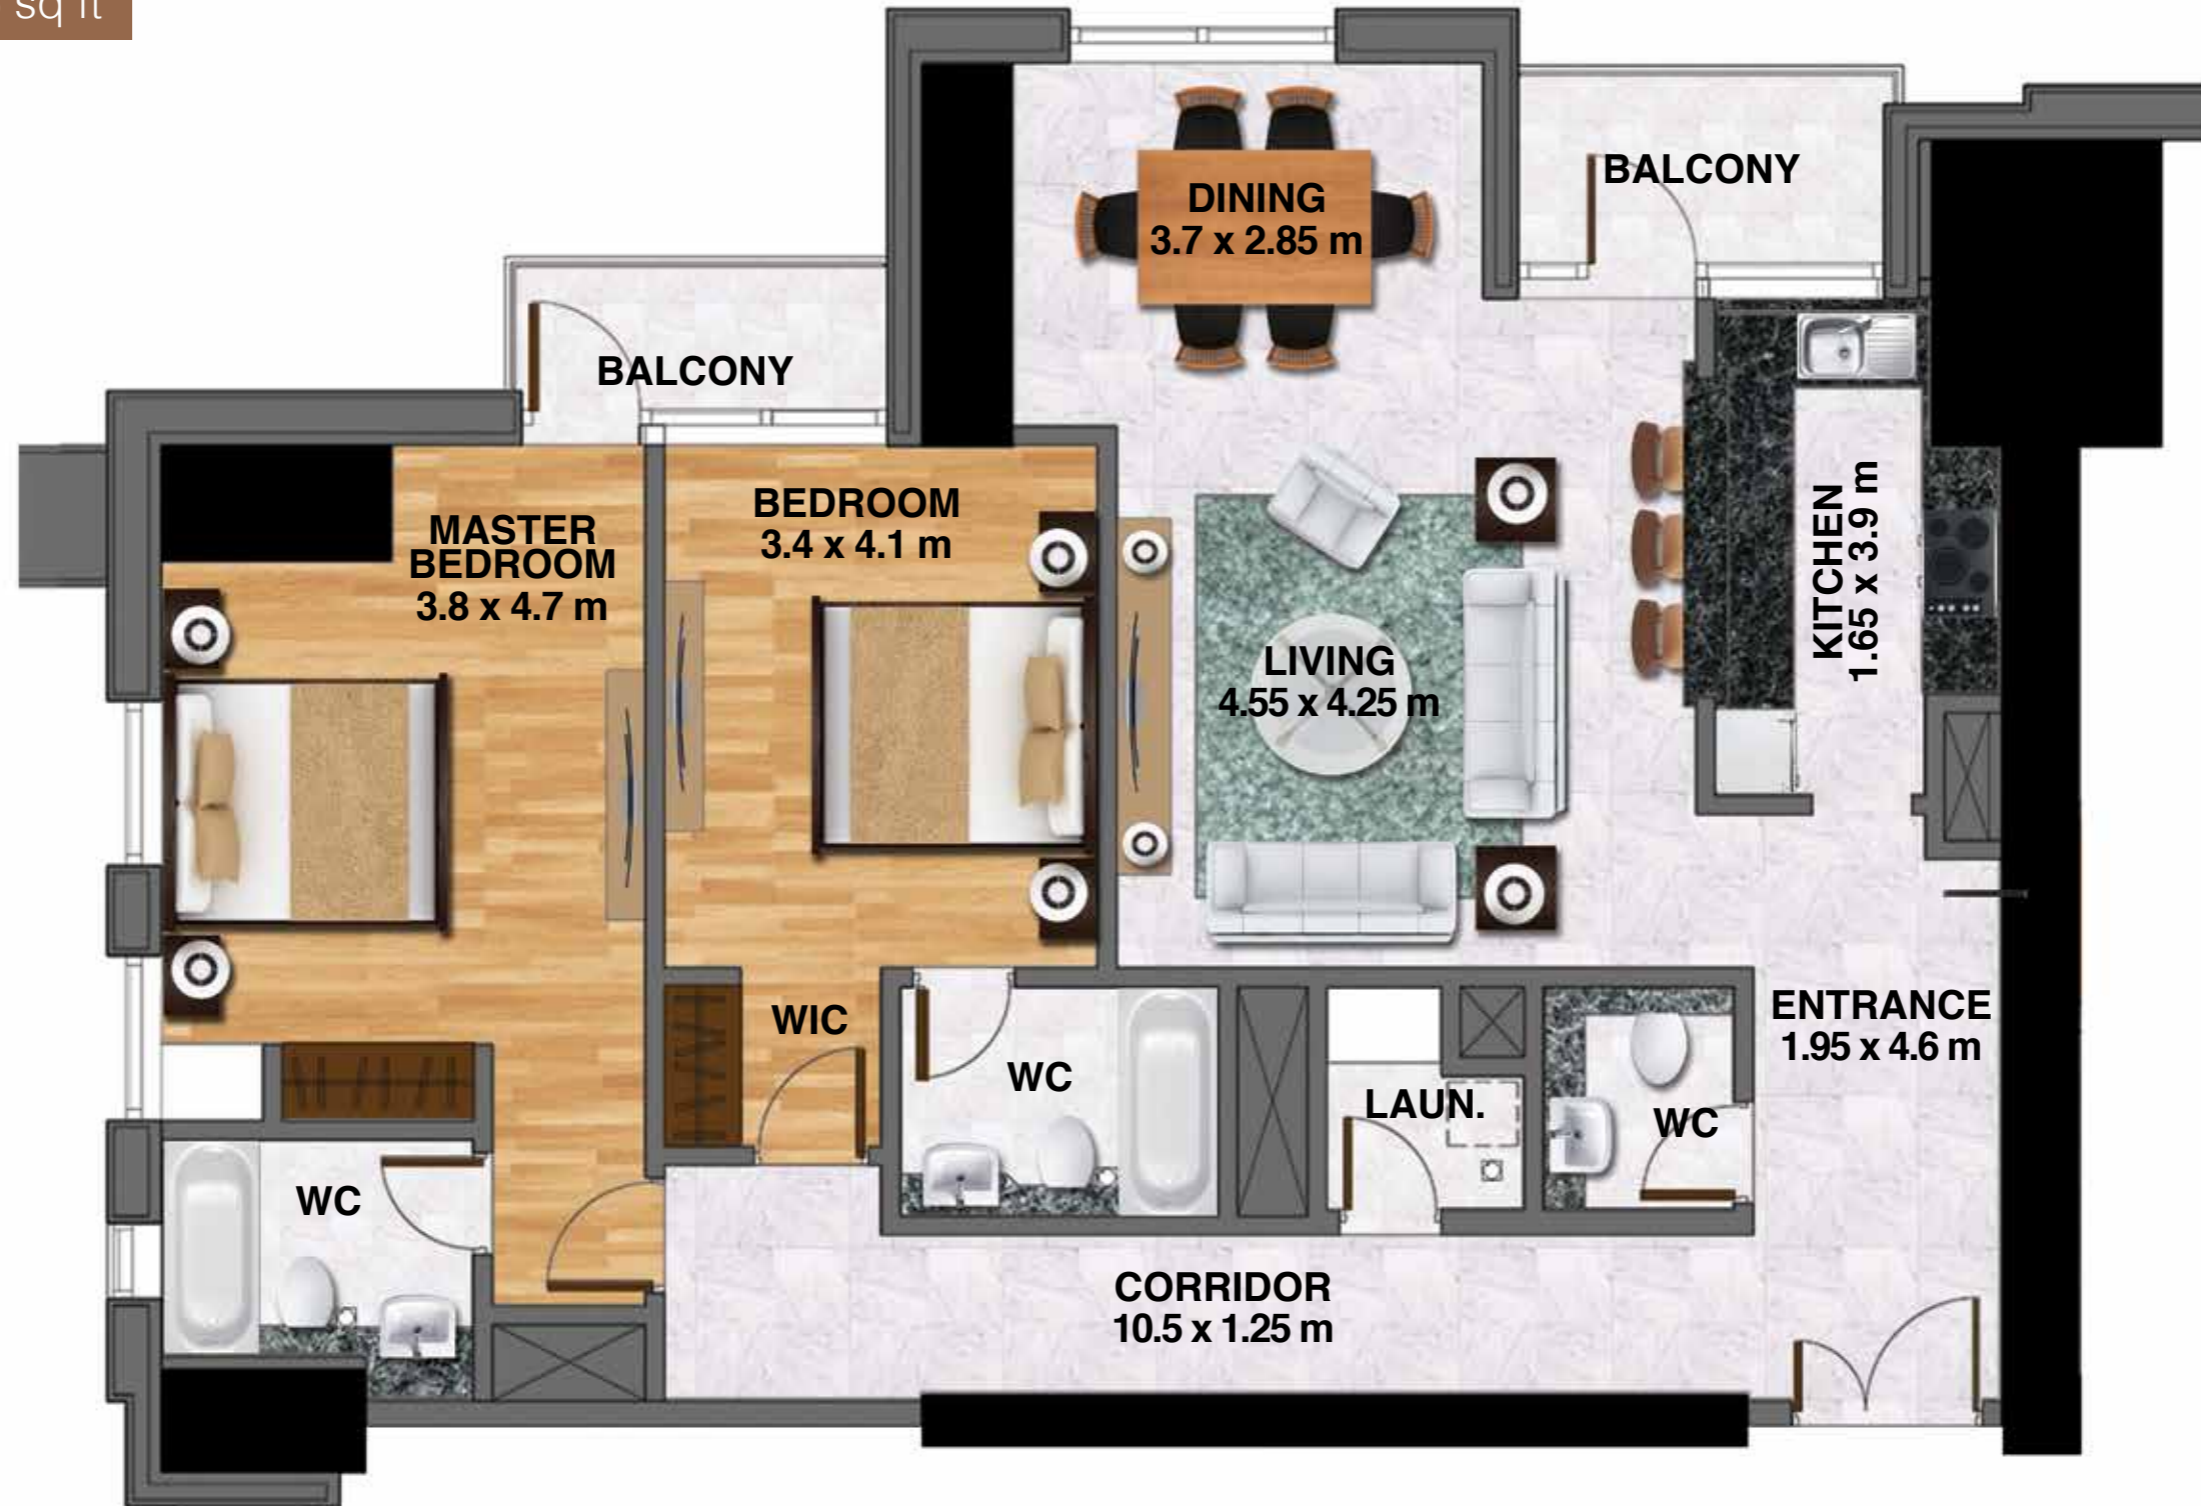 sq ft
DINING
3.7 x 2.85 m
BALCONY
BALCONY
MASTER
BEDROOM
3.8 x 4.7 m
BEDROOM
3.4 x 4.1 m
LIVING
4.55 x 4.25 m
KITCHEN
1.65 x 3.9 m
WIC
WC
LAUN.
WC
ENTRANCE
1.95 x 4.6 m
WC
CORRIDOR
10.5 x 1.25 m